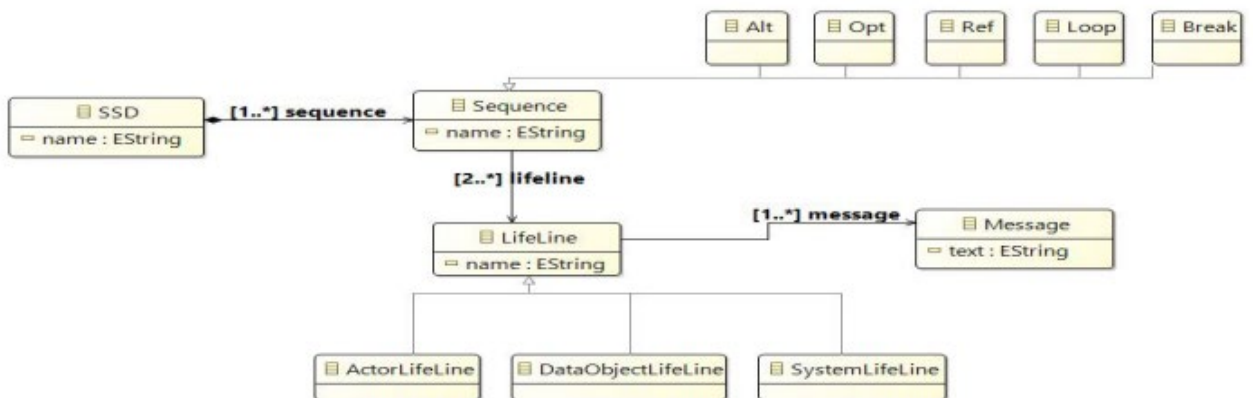 Alt
Opt
Ref
Loop
Break
SSD
name : EString
[1..*] sequence
Sequence
name : EString
[2..*] lifeline
LifeLine
name : EString
[1..*] message
Message
text : EString
ActorLifeLine
DataObjectLifeLine
SystemLifeLine